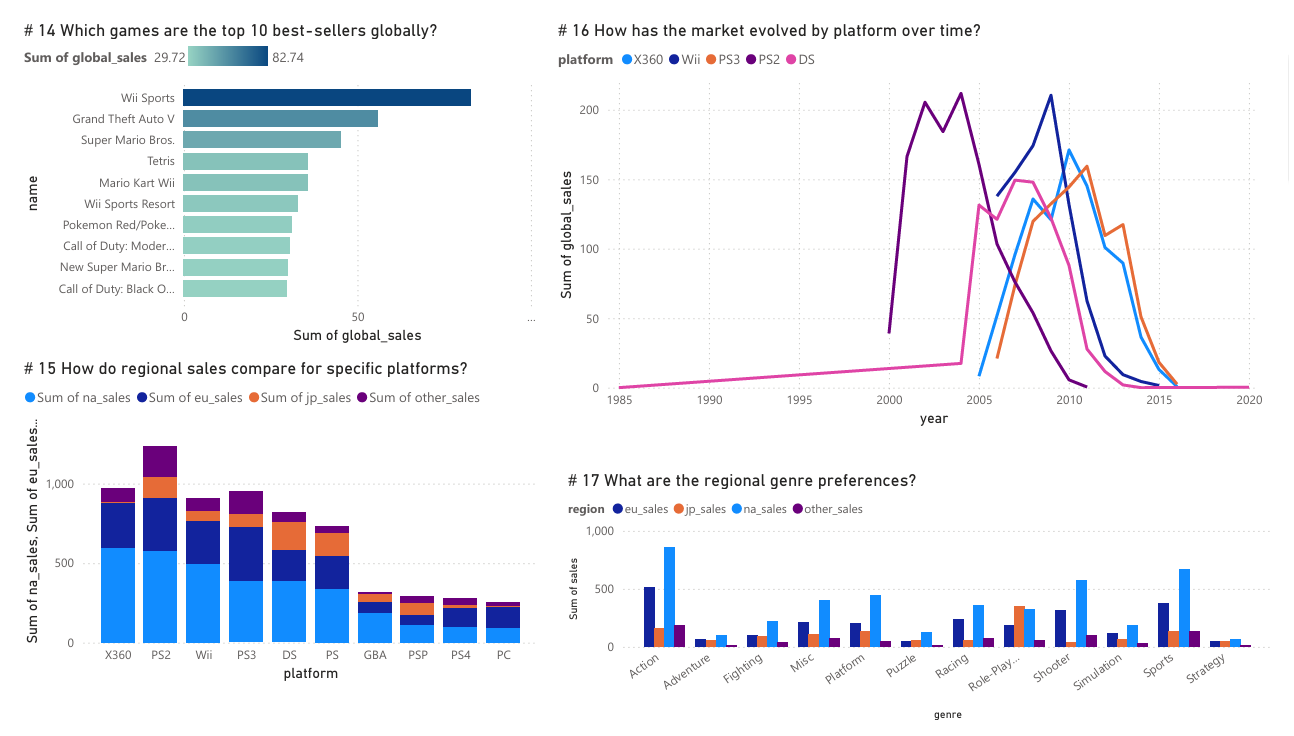 # 14 Which games are the top 10 best-sellers globally?
Sum of global_sales 29.72 82.74
name
Wii Sports
Grand Theft Auto V
Super Mario Bros.
Tetris
Mario Kart Wii
Wii Sports Resort
Pokemon Red/Poke...
Call of Duty: Moder...
New Super Mario Br...
Call of Duty: Black O...
0 50 ...
Sum of global_sales
# 16 How has the market evolved by platform over time?
platform X360 Wii PS3 PS2 DS
Sum of global_sales
200
150
100
50
0
1985 1990 1995 2000 2005 2010 2015 2020
year
# 15 How do regional sales compare for specific platforms?
Sum of na_sales Sum of eu_sales Sum of jp_sales Sum of other_sales
Sum of na_sales, Sum of eu_sales...
1,000
500
0
X360 PS2 Wii PS3 DS PS GBA PSP PS4 PC
platform
# 17 What are the regional genre preferences?
region eu_sales jp_sales na_sales other_sales
Sum of sales
1,000
500
0
Action Adventure Fighting Misc Platform Puzzle Racing Role-Play... Shooter Simulation Sports Strategy
genre